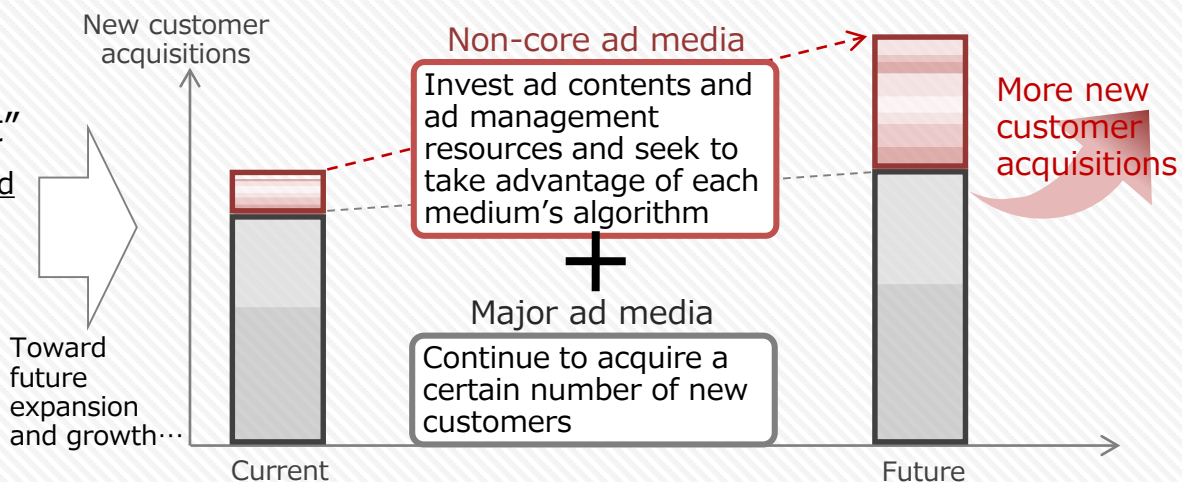 New customer
acquisitions
Non-core ad media
Invest ad contents and
ad management
resources and seek to
take advantage of each
medium's algorithm
More new
customer
acquisitions
+
Major ad media
Continue to acquire a
certain number of new
customers
Toward
future
expansion
and growth…
Current
Future